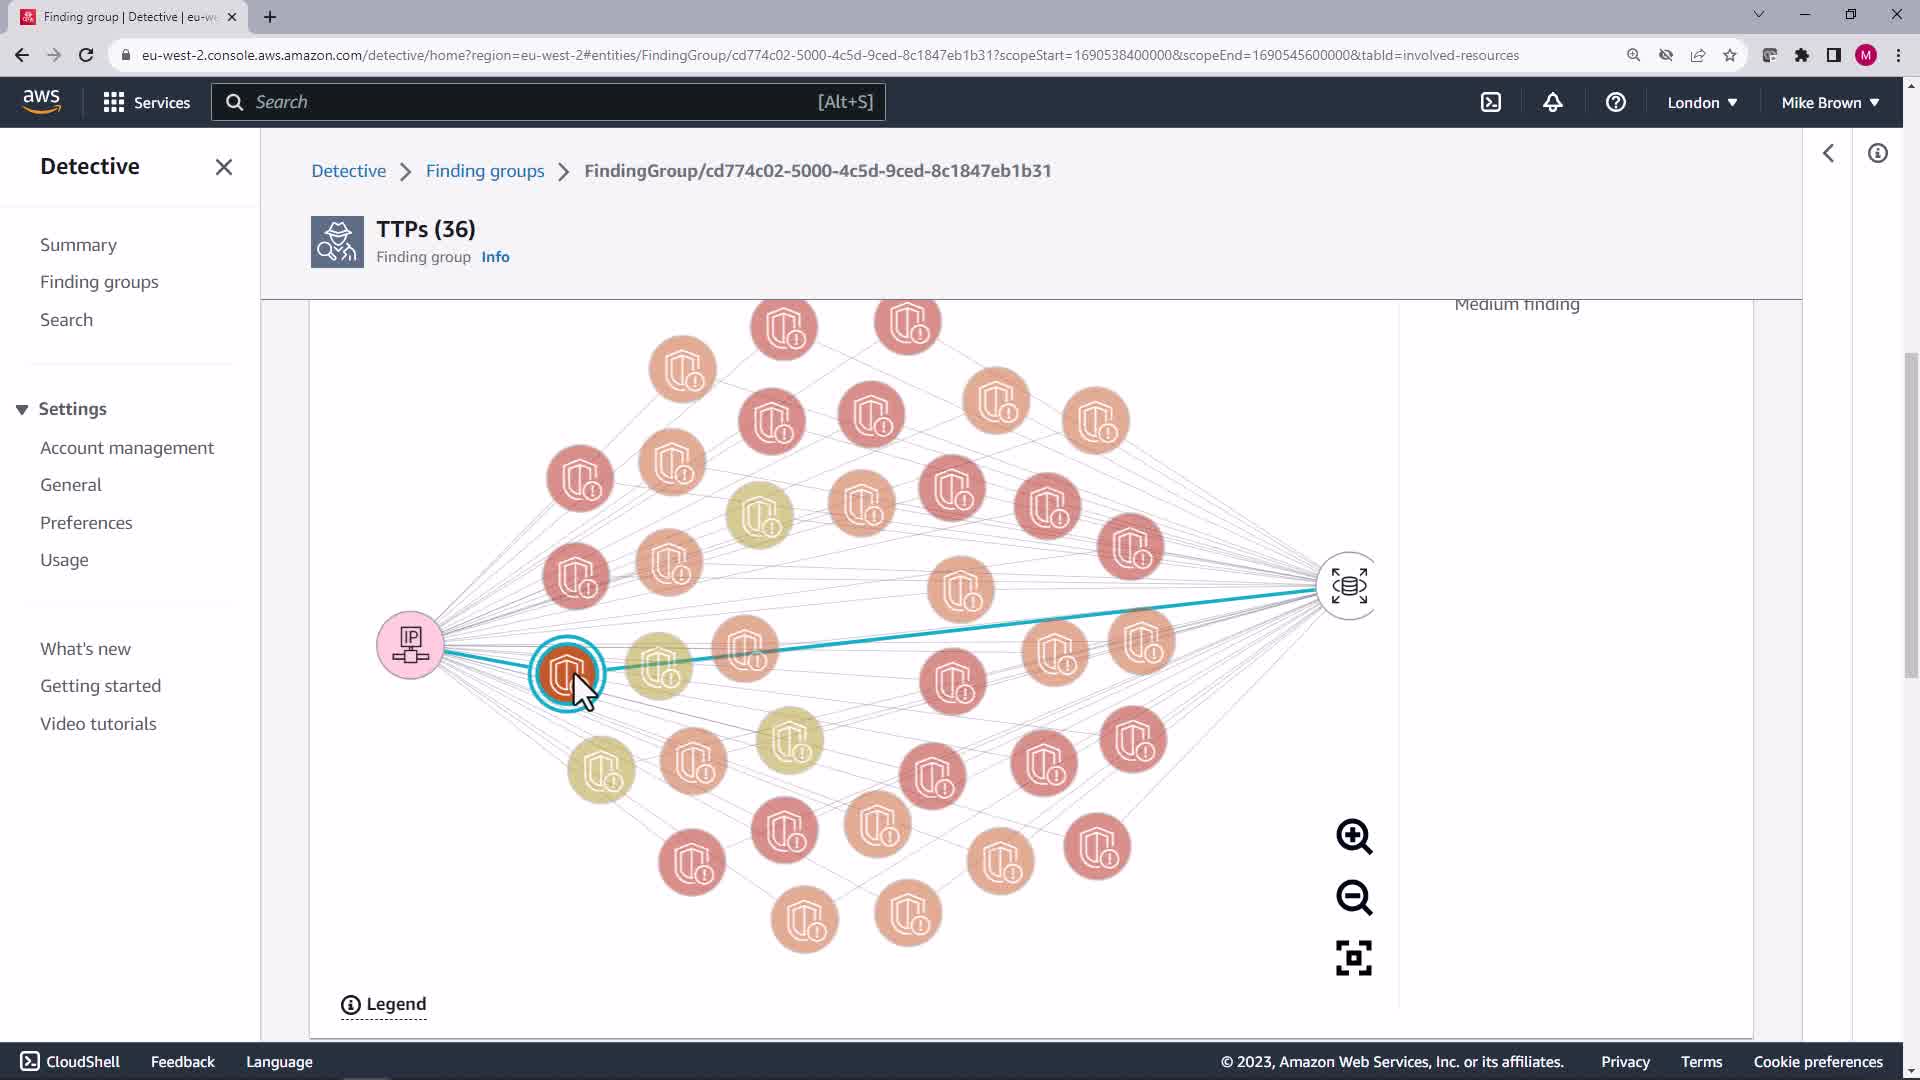 Finding group | Detective | eu-we
eu-west-2.console.aws.amazon.com/detective/home?region=eu-west-2#entities/FindingGroup/cd774c02-5000-4c5d-9ced-8c1847eb1b31?scopeStart=1690538400000&scopeEnd=1690545600000&tabId=involved-resources
M
aws
Services
Search
[Alt+S]
London
Mike Brown
Detective
Detective
Finding groups
FindingGroup/cd774c02-5000-4c5d-9ced-8c1847eb1b31
TTPs (36)
Finding group Info
Summary
Finding groups
Search
Settings
Account management
General
Preferences
Usage
What's new
Getting started
Video tutorials
Medium finding
IP
Legend
CloudShell
Feedback
Language
© 2023, Amazon Web Services, Inc. or its affiliates.
Privacy
Terms
Cookie preferences